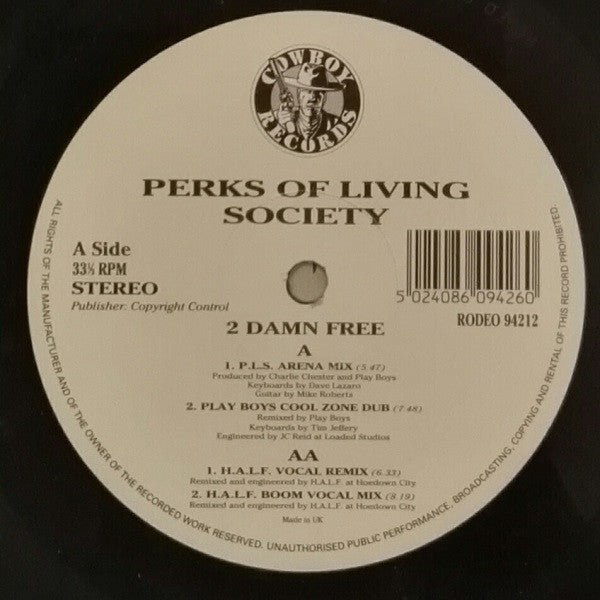 COWBOY
RECORDS
PERKS OF LIVING
SOCIETY
A Side
33⅓ RPM
STEREO
Publisher: Copyright Control
5 024086 094260
RODEO 94212
2 DAMN FREE
A
1. P.L.S. ARENA MIX (5.47)
Produced by Charlie Chester and Play Boys
Keyboards by Dave Lazaro
Guitar by Mike Roberts
2. PLAY BOYS COOL ZONE DUB (7.48)
Remixed by Play Boys
Keyboards by Tim Jeffery
Engineered by JC Reid at Loaded Studios
AA
1. H.A.L.F. VOCAL REMIX (6.33)
Remixed and engineered by H.A.L.F. at Hoedown City
2. H.A.L.F. BOOM VOCAL MIX (8.19)
Remixed and engineered by H.A.L.F. at Hoedown City
Made in UK
ALL RIGHTS OF THE MANUFACTURER AND OF THE OWNER OF THE RECORDED WORK RESERVED. UNAUTHORISED PUBLIC PERFORMANCE, BROADCASTING, COPYING AND RENTAL OF THIS RECORD PROHIBITED.